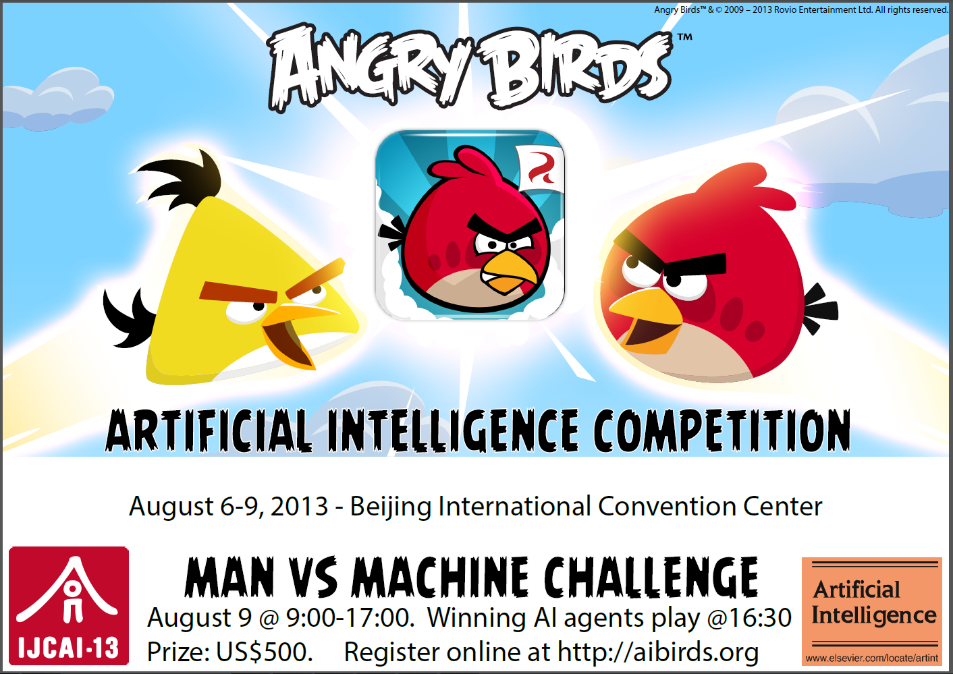 Angry Birds™ & © 2009 – 2013 Rovio Entertainment Ltd. All rights reserved.
ANGRY BIRDS™
ARTIFICIAL INTELLIGENCE COMPETITION
August 6-9, 2013 - Beijing International Convention Center
MAN VS MACHINE CHALLENGE
August 9 @ 9:00-17:00. Winning AI agents play @16:30
Prize: US$500. Register online at http://aibirds.org
IJCAI-13
Artificial
Intelligence
www.elsevier.com/locate/artint